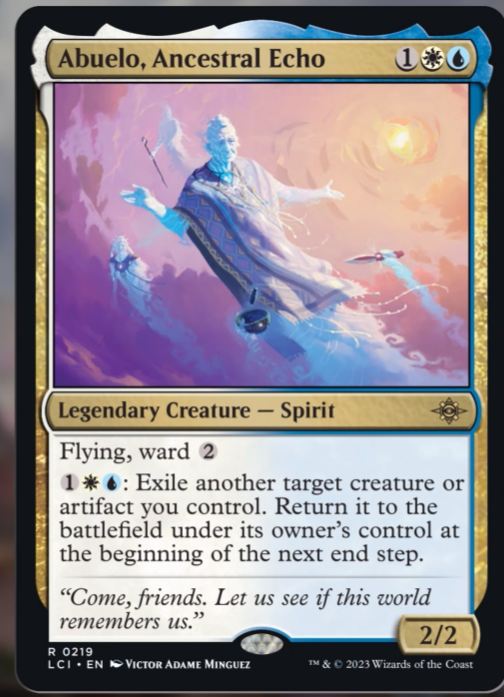 Abuelo, Ancestral Echo 1
Legendary Creature — Spirit
Flying, ward 2
1: Exile another target creature or
artifact you control. Return it to the
battlefield under its owner's control at
the beginning of the next end step.
“Come, friends. Let us see if this world
remembers us.”
2/2
R 0219
LCI • EN VICTOR ADAME MINGUEZ
™ & © 2023 Wizards of the Coast